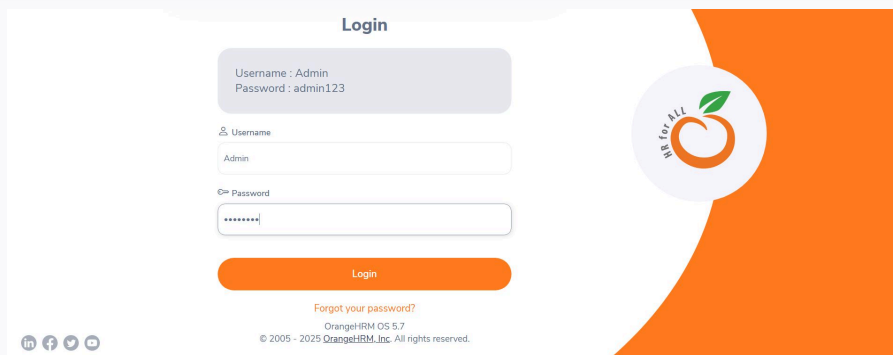 Login
Username : Admin
Password : admin123
Username
Admin
Password
••••••••
Login
Forgot your password?
OrangeHRM OS 5.7
© 2005 - 2025 OrangeHRM, Inc. All rights reserved.
HR for ALL